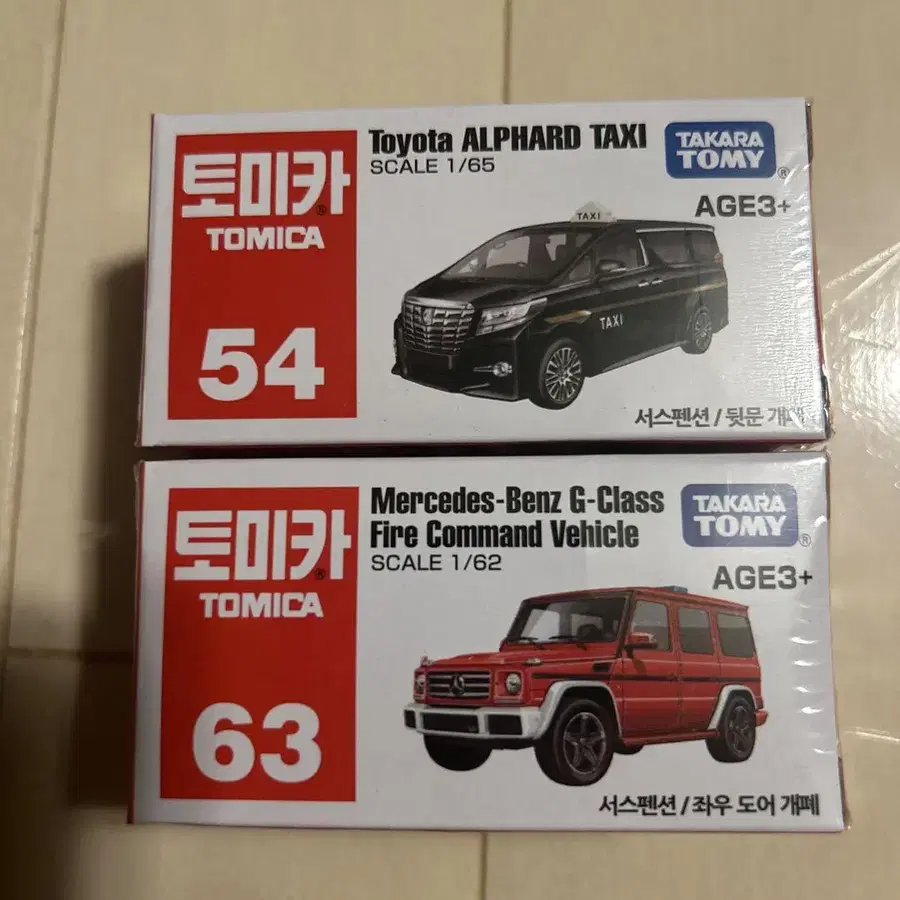 토미카®
TOMICA
54
Toyota ALPHARD TAXI
SCALE 1/65
TAKARA
TOMY®
AGE3+
TAXI
TAXI
서스펜션 / 뒷문 개폐
토미카®
TOMICA
63
Mercedes-Benz G-Class
Fire Command Vehicle
SCALE 1/62
TAKARA
TOMY®
AGE3+
서스펜션 / 좌우 도어 개폐